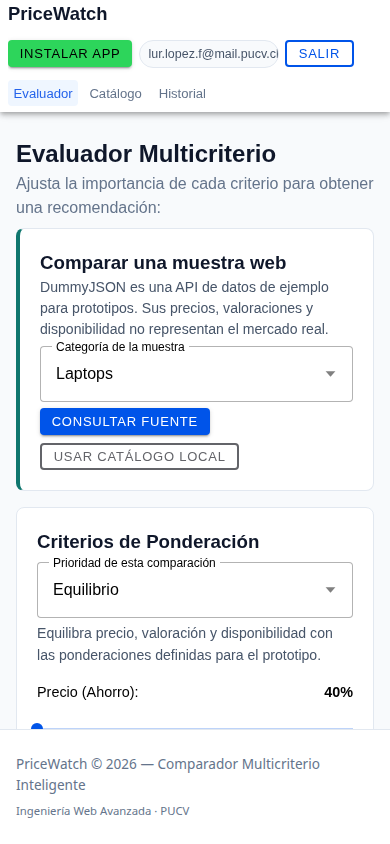 PriceWatch
INSTALAR APP
lur.lopez.f@mail.pucv.cl
SALIR
Evaluador
Catálogo
Historial
Evaluador Multicriterio
Ajusta la importancia de cada criterio para obtener
una recomendación:
Comparar una muestra web
DummyJSON es una API de datos de ejemplo
para prototipos. Sus precios, valoraciones y
disponibilidad no representan el mercado real.
Categoría de la muestra
Laptops
CONSULTAR FUENTE
USAR CATÁLOGO LOCAL
Criterios de Ponderación
Prioridad de esta comparación
Equilibrio
Equilibra precio, valoración y disponibilidad con
las ponderaciones definidas para el prototipo.
Precio (Ahorro):
40%
PriceWatch © 2026 — Comparador Multicriterio
Inteligente
Ingeniería Web Avanzada · PUCV